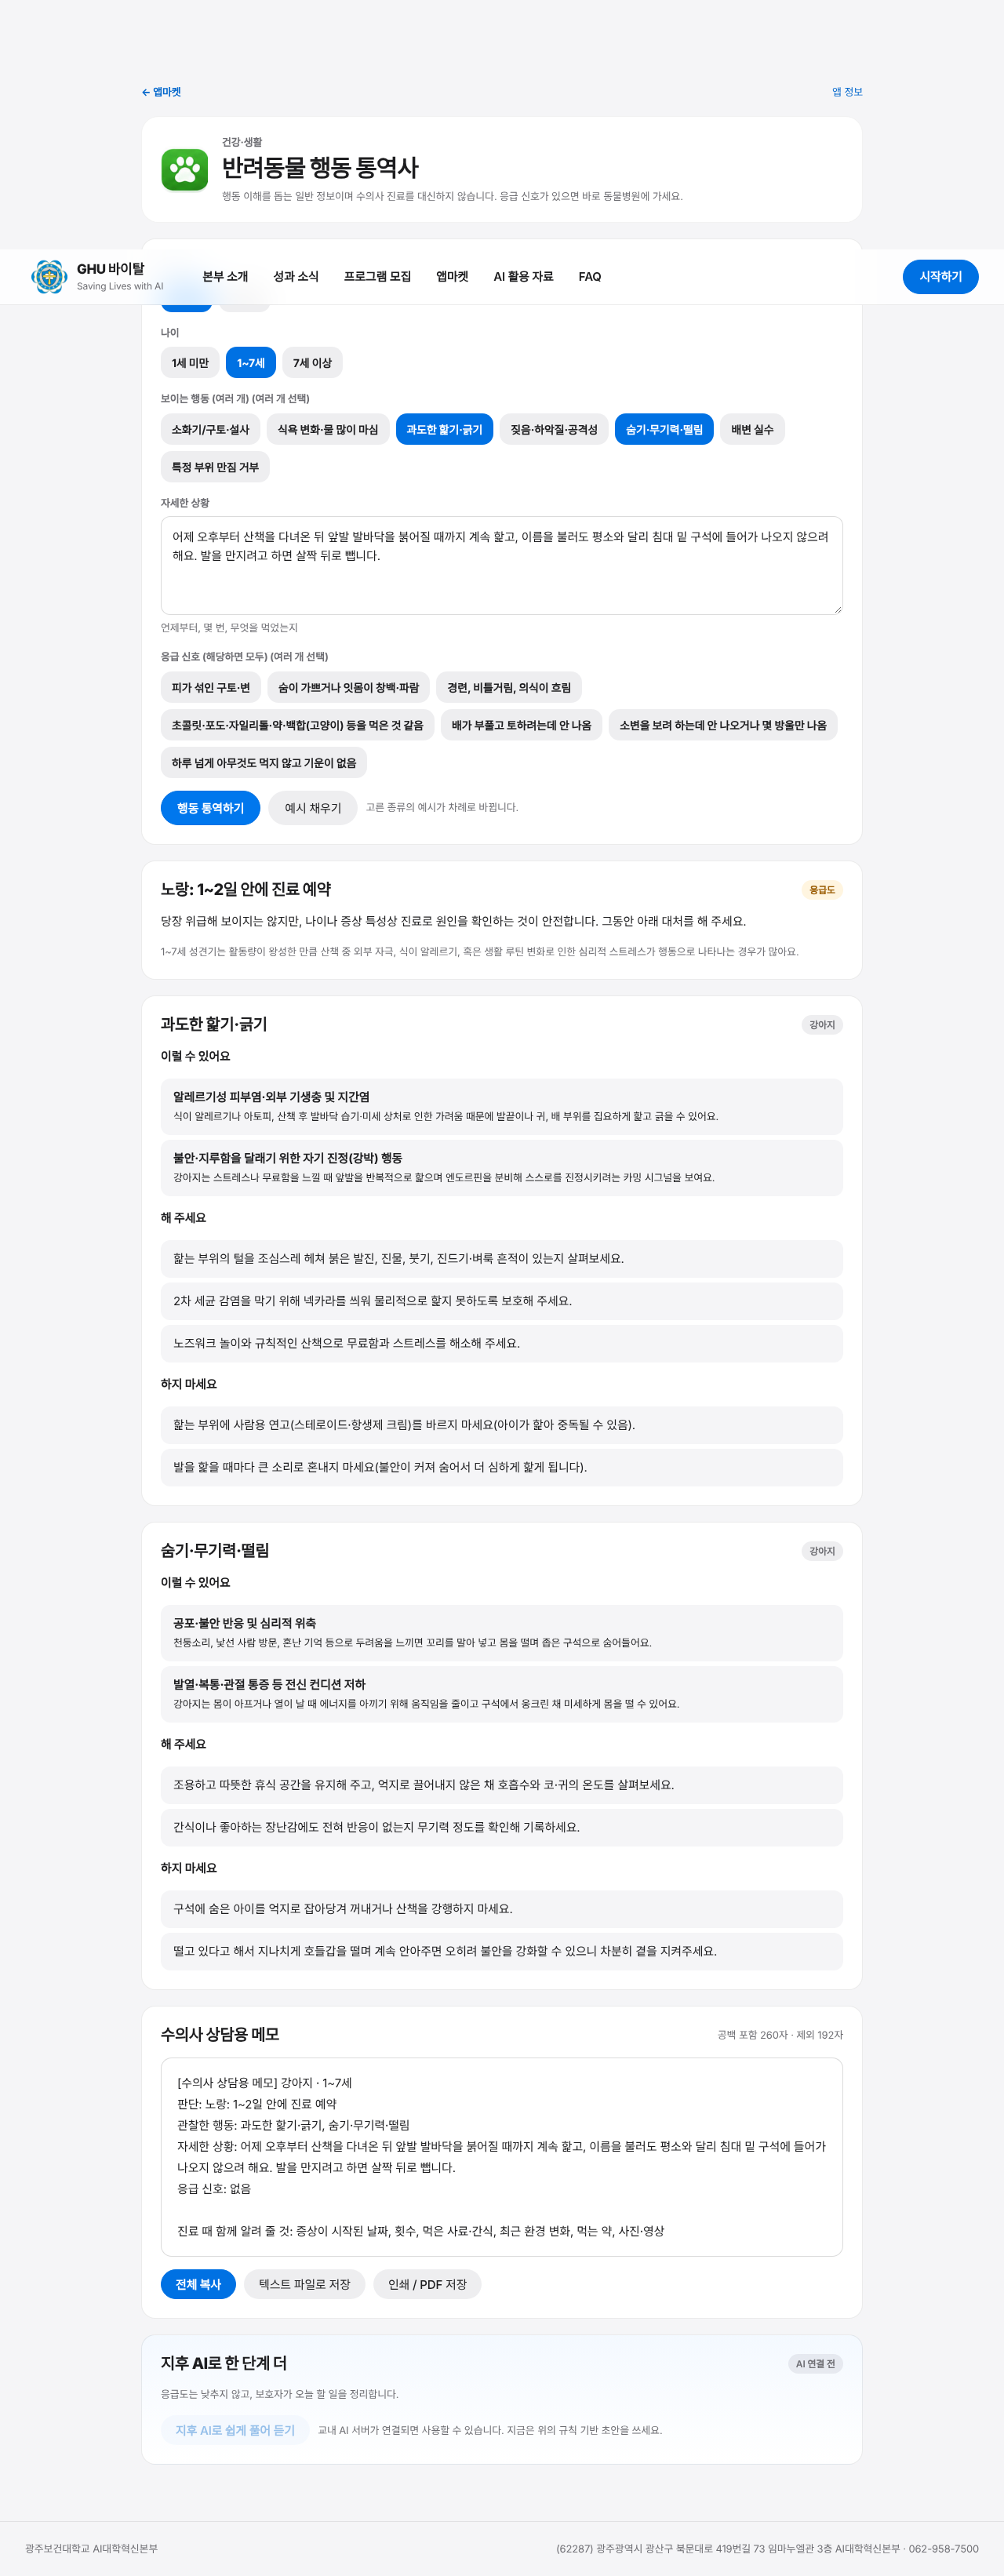 ← 앱마켓
앱 정보
건강·생활
반려동물 행동 통역사
행동 이해를 돕는 일반 정보이며 수의사 진료를 대신하지 않습니다. 응급 신호가 있으면 바로 동물병원에 가세요.
GHU 바이탈
Saving Lives with AI
본부 소개
성과 소식
프로그램 모집
앱마켓
AI 활용 자료
FAQ
시작하기
나이
1세 미만
1~7세
7세 이상
보이는 행동 (여러 개) (여러 개 선택)
소화기/구토·설사
식욕 변화·물 많이 마심
과도한 핥기·긁기
짖음·하악질·공격성
숨기·무기력·떨림
배변 실수
특정 부위 만짐 거부
자세한 상황
어제 오후부터 산책을 다녀온 뒤 앞발 발바닥을 붉어질 때까지 계속 핥고, 이름을 불러도 평소와 달리 침대 밑 구석에 들어가 나오지 않으려
해요. 발을 만지려고 하면 살짝 뒤로 뺍니다.
언제부터, 몇 번, 무엇을 먹었는지
응급 신호 (해당하면 모두) (여러 개 선택)
피가 섞인 구토·변
숨이 가쁘거나 잇몸이 창백·파람
경련, 비틀거림, 의식이 흐림
초콜릿·포도·자일리톨·약·백합(고양이) 등을 먹은 것 같음
배가 부풀고 토하려는데 안 나옴
소변을 보려 하는데 안 나오거나 몇 방울만 나옴
하루 넘게 아무것도 먹지 않고 기운이 없음
행동 통역하기
예시 채우기
고른 종류의 예시가 차례로 바뀝니다.
노랑: 1~2일 안에 진료 예약
응급도
당장 위급해 보이지는 않지만, 나이나 증상 특성상 진료로 원인을 확인하는 것이 안전합니다. 그동안 아래 대처를 해 주세요.
1~7세 성견기는 활동량이 왕성한 만큼 산책 중 외부 자극, 식이 알레르기, 혹은 생활 루틴 변화로 인한 심리적 스트레스가 행동으로 나타나는 경우가 많아요.
과도한 핥기·긁기
강아지
이럴 수 있어요
알레르기성 피부염·외부 기생충 및 지간염
식이 알레르기나 아토피, 산책 후 발바닥 습기·미세 상처로 인한 가려움 때문에 발끝이나 귀, 배 부위를 집요하게 핥고 긁을 수 있어요.
불안·지루함을 달래기 위한 자기 진정(강박) 행동
강아지는 스트레스나 무료함을 느낄 때 앞발을 반복적으로 핥으며 엔도르핀을 분비해 스스로를 진정시키려는 카밍 시그널을 보여요.
해 주세요
핥는 부위의 털을 조심스레 헤쳐 붉은 발진, 진물, 붓기, 진드기·벼룩 흔적이 있는지 살펴보세요.
2차 세균 감염을 막기 위해 넥카라를 씌워 물리적으로 핥지 못하도록 보호해 주세요.
노즈워크 놀이와 규칙적인 산책으로 무료함과 스트레스를 해소해 주세요.
하지 마세요
핥는 부위에 사람용 연고(스테로이드·항생제 크림)를 바르지 마세요(아이가 핥아 중독될 수 있음).
발을 핥을 때마다 큰 소리로 혼내지 마세요(불안이 커져 숨어서 더 심하게 핥게 됩니다).
숨기·무기력·떨림
강아지
이럴 수 있어요
공포·불안 반응 및 심리적 위축
천둥소리, 낯선 사람 방문, 혼난 기억 등으로 두려움을 느끼면 꼬리를 말아 넣고 몸을 떨며 좁은 구석으로 숨어들어요.
발열·복통·관절 통증 등 전신 컨디션 저하
강아지는 몸이 아프거나 열이 날 때 에너지를 아끼기 위해 움직임을 줄이고 구석에서 웅크린 채 미세하게 몸을 떨 수 있어요.
해 주세요
조용하고 따뜻한 휴식 공간을 유지해 주고, 억지로 끌어내지 않은 채 호흡수와 코·귀의 온도를 살펴보세요.
간식이나 좋아하는 장난감에도 전혀 반응이 없는지 무기력 정도를 확인해 기록하세요.
하지 마세요
구석에 숨은 아이를 억지로 잡아당겨 꺼내거나 산책을 강행하지 마세요.
떨고 있다고 해서 지나치게 호들갑을 떨며 계속 안아주면 오히려 불안을 강화할 수 있으니 차분히 곁을 지켜주세요.
수의사 상담용 메모
공백 포함 260자 · 제외 192자
[수의사 상담용 메모] 강아지 · 1~7세
판단: 노랑: 1~2일 안에 진료 예약
관찰한 행동: 과도한 핥기·긁기, 숨기·무기력·떨림
자세한 상황: 어제 오후부터 산책을 다녀온 뒤 앞발 발바닥을 붉어질 때까지 계속 핥고, 이름을 불러도 평소와 달리 침대 밑 구석에 들어가
나오지 않으려 해요. 발을 만지려고 하면 살짝 뒤로 뺍니다.
응급 신호: 없음
진료 때 함께 알려 줄 것: 증상이 시작된 날짜, 횟수, 먹은 사료·간식, 최근 환경 변화, 먹는 약, 사진·영상
전체 복사
텍스트 파일로 저장
인쇄 / PDF 저장
지후 AI로 한 단계 더
AI 연결 전
응급도는 낮추지 않고, 보호자가 오늘 할 일을 정리합니다.
지후 AI로 쉽게 풀어 듣기
교내 AI 서버가 연결되면 사용할 수 있습니다. 지금은 위의 규칙 기반 초안을 쓰세요.
광주보건대학교 AI대학혁신본부
(62287) 광주광역시 광산구 북문대로 419번길 73 임마누엘관 3층 AI대학혁신본부 · 062-958-7500